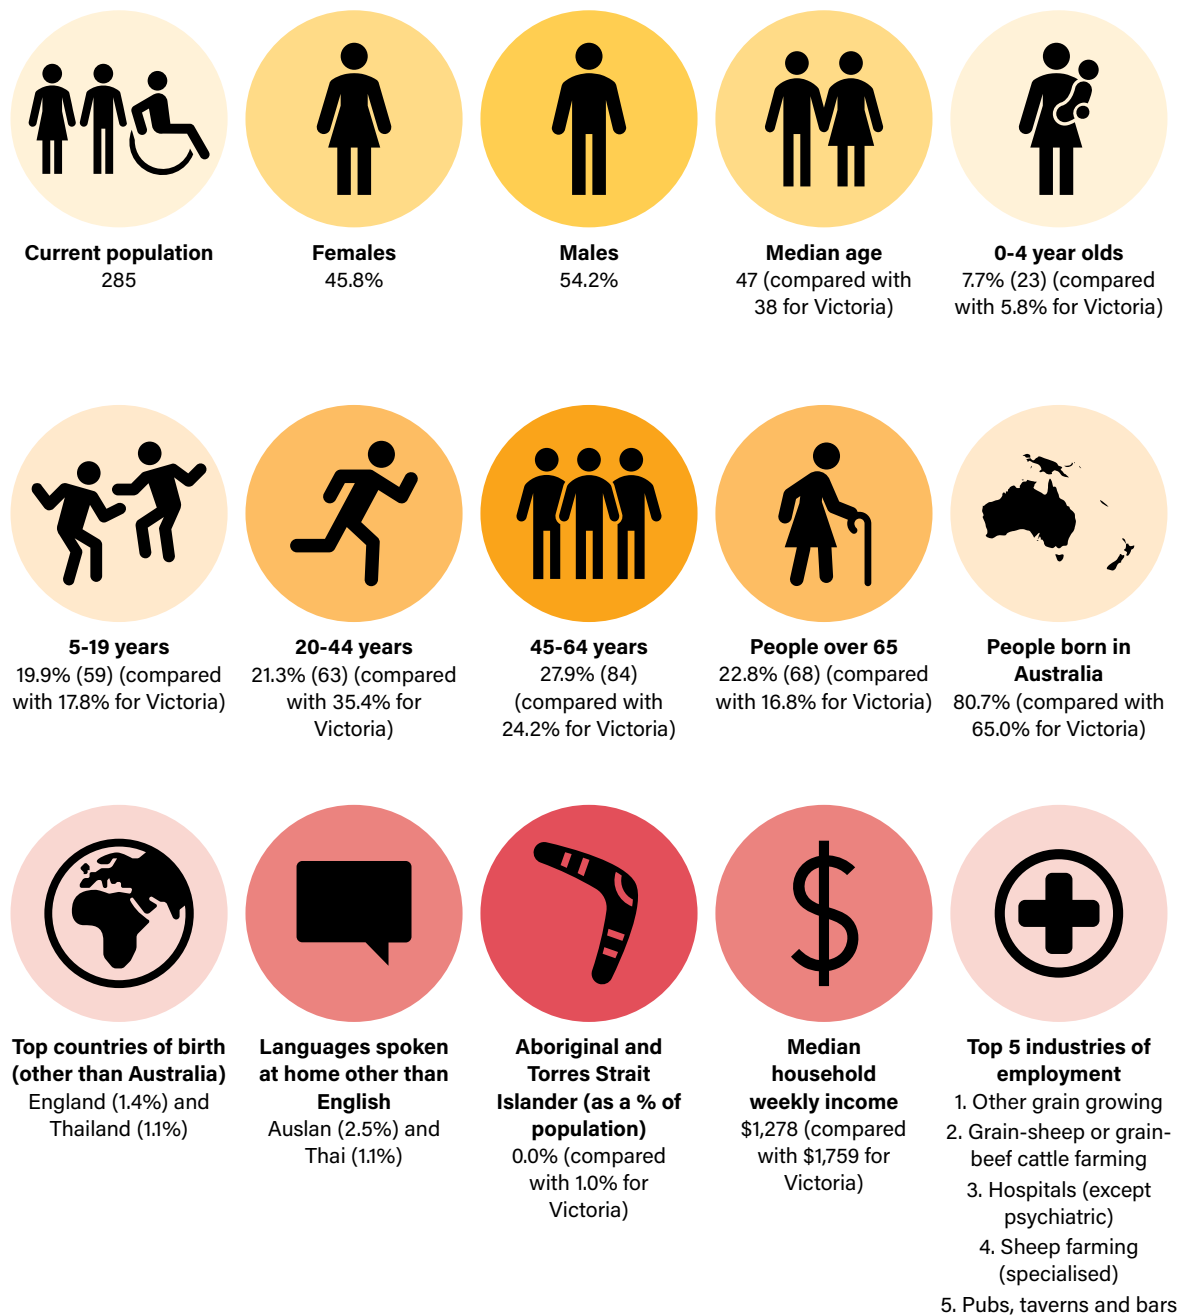 Current population
285
Females
45.8%
Males
54.2%
Median age
47 (compared with
38 for Victoria)
0-4 year olds
7.7% (23) (compared
with 5.8% for Victoria)
5-19 years
19.9% (59) (compared
with 17.8% for Victoria)
20-44 years
21.3% (63) (compared
with 35.4% for
Victoria)
45-64 years
27.9% (84)
(compared with
24.2% for Victoria)
People over 65
22.8% (68) (compared
with 16.8% for Victoria)
People born in
Australia
80.7% (compared with
65.0% for Victoria)
Top countries of birth
(other than Australia)
England (1.4%) and
Thailand (1.1%)
Languages spoken
at home other than
English
Auslan (2.5%) and
Thai (1.1%)
Aboriginal and
Torres Strait
Islander (as a % of
population)
0.0% (compared
with 1.0% for
Victoria)
Median
household
weekly income
$1,278 (compared
with $1,759 for
Victoria)
Top 5 industries of
employment
1. Other grain growing
2. Grain-sheep or grain-
beef cattle farming
3. Hospitals (except
psychiatric)
4. Sheep farming
(specialised)
5. Pubs, taverns and bars